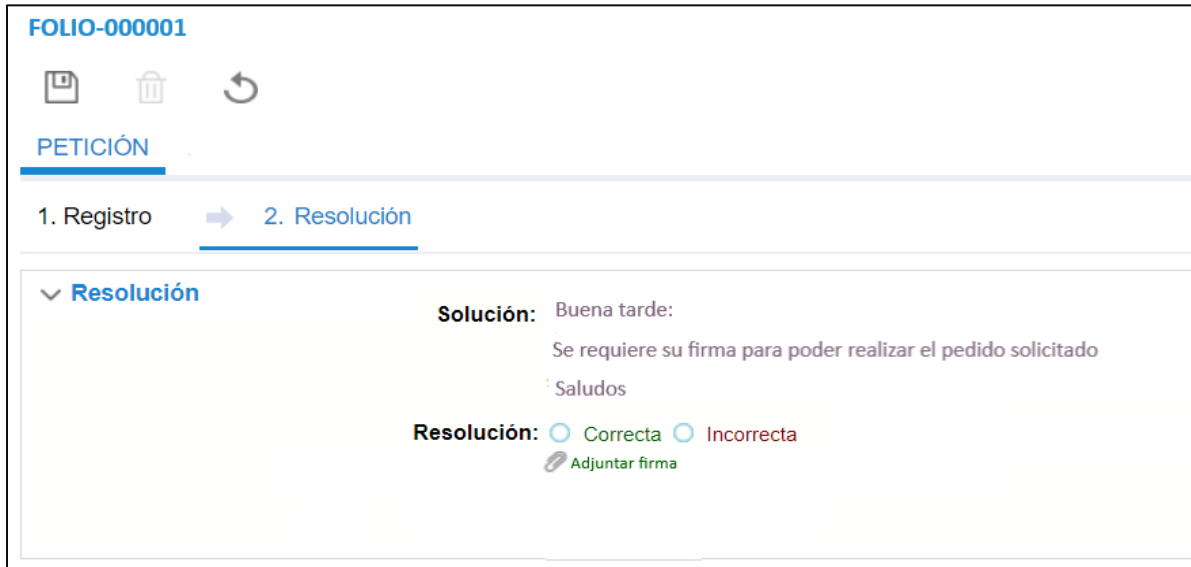 FOLIO-000001
PETICIÓN
1. Registro 2. Resolución
Resolución
Solución: Buena tarde:
Se requiere su firma para poder realizar el pedido solicitado
Saludos
Resolución: Correcta Incorrecta
Adjuntar firma